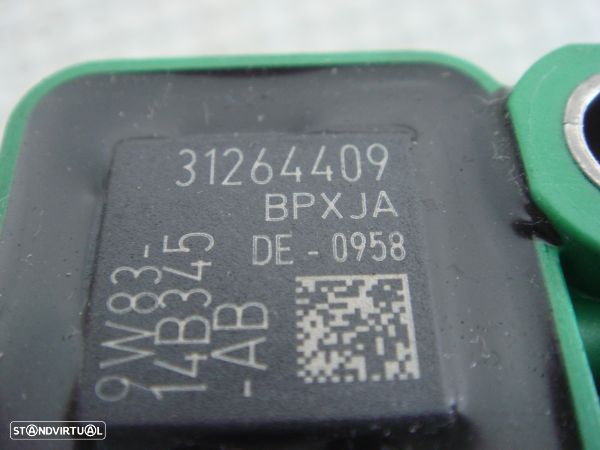 31264409
BPXJA
DE-0958
9W83-
14B345
-AB
STANDVIRTUAL